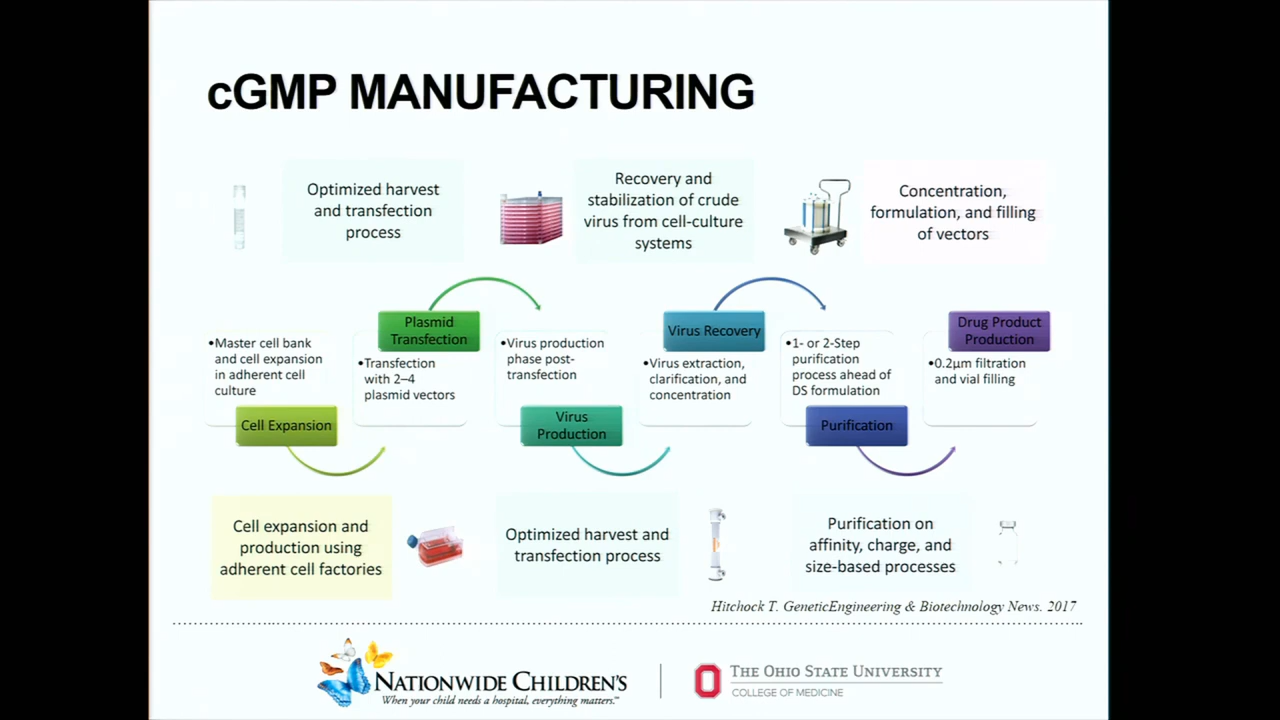 cGMP MANUFACTURING
Optimized harvest
and transfection
process
Recovery and
stabilization of crude
virus from cell-culture
systems
Concentration,
formulation, and filling
of vectors
•Master cell bank
and cell expansion
in adherent cell
culture
Cell Expansion
Plasmid
Transfection
•Transfection
with 2–4
plasmid vectors
•Virus production
phase post-
transfection
Virus
Production
Virus Recovery
•Virus extraction,
clarification, and
concentration
•1- or 2-Step
purification
process ahead of
DS formulation
Purification
Drug Product
Production
•0.2µm filtration
and vial filling
Cell expansion and
production using
adherent cell factories
Optimized harvest and
transfection process
Purification on
affinity, charge, and
size-based processes
Hitchock T. GeneticEngineering & Biotechnology News. 2017
NATIONWIDE CHILDREN'S
When your child needs a hospital, everything matters.™
THE OHIO STATE UNIVERSITY
COLLEGE OF MEDICINE